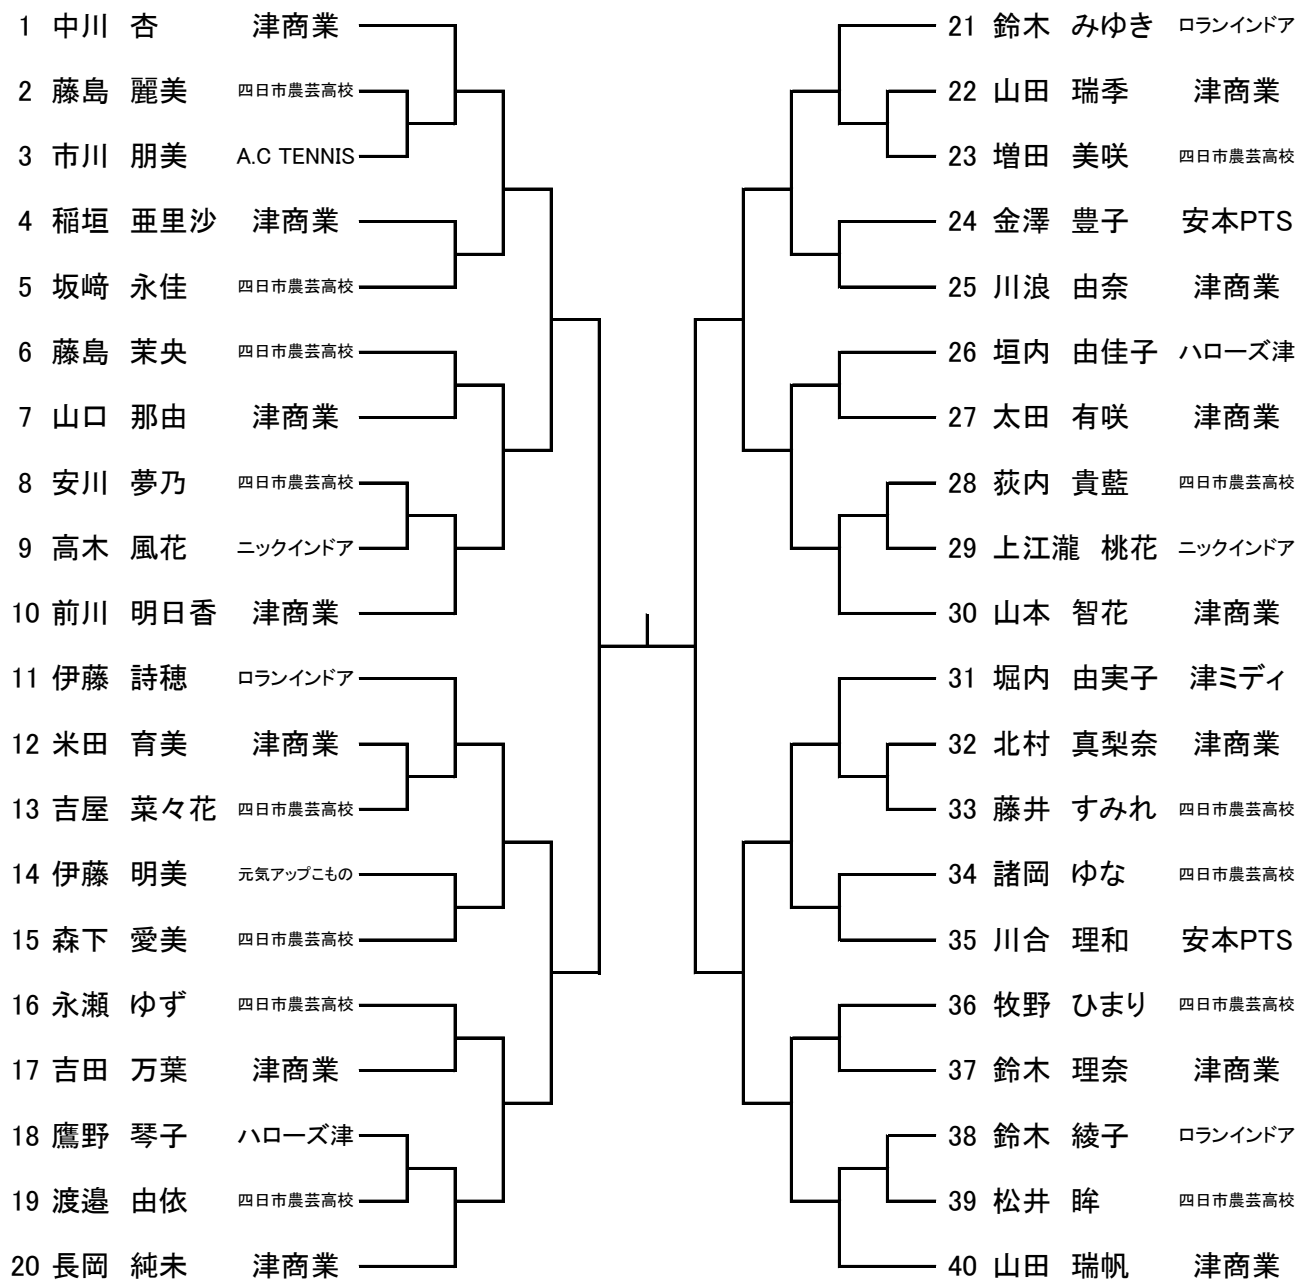 1 中川 杏 津商業
2 藤島 麗美 四日市農芸高校
3 市川 朋美 A.C TENNIS
4 稲垣 亜里沙 津商業
5 坂﨑 永佳 四日市農芸高校
6 藤島 茉央 四日市農芸高校
7 山口 那由 津商業
8 安川 夢乃 四日市農芸高校
9 高木 風花 ニックインドア
10 前川 明日香 津商業
11 伊藤 詩穂 ロランインドア
12 米田 育美 津商業
13 吉屋 菜々花 四日市農芸高校
14 伊藤 明美 元気アップこもの
15 森下 愛美 四日市農芸高校
16 永瀬 ゆず 四日市農芸高校
17 吉田 万葉 津商業
18 鷹野 琴子 ハローズ津
19 渡邉 由依 四日市農芸高校
20 長岡 純未 津商業
21 鈴木 みゆき ロランインドア
22 山田 瑞季 津商業
23 増田 美咲 四日市農芸高校
24 金澤 豊子 安本PTS
25 川浪 由奈 津商業
26 垣内 由佳子 ハローズ津
27 太田 有咲 津商業
28 荻内 貴藍 四日市農芸高校
29 上江瀧 桃花 ニックインドア
30 山本 智花 津商業
31 堀内 由実子 津ミディ
32 北村 真梨奈 津商業
33 藤井 すみれ 四日市農芸高校
34 諸岡 ゆな 四日市農芸高校
35 川合 理和 安本PTS
36 牧野 ひまり 四日市農芸高校
37 鈴木 理奈 津商業
38 鈴木 綾子 ロランインドア
39 松井 眸 四日市農芸高校
40 山田 瑞帆 津商業